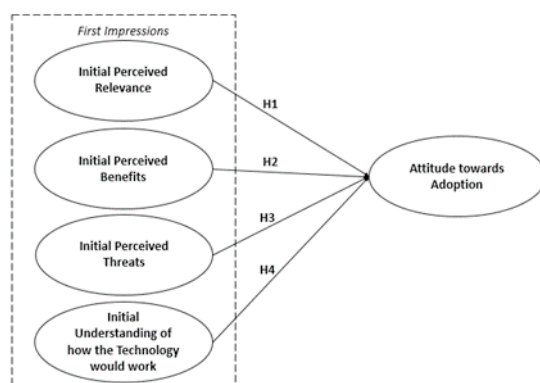 First Impressions
Initial Perceived
Relevance
H1
Initial Perceived
Benefits
H2
Attitude towards
Adoption
Initial Perceived
Threats
H3
H4
Initial
Understanding of
how the Technology
would work